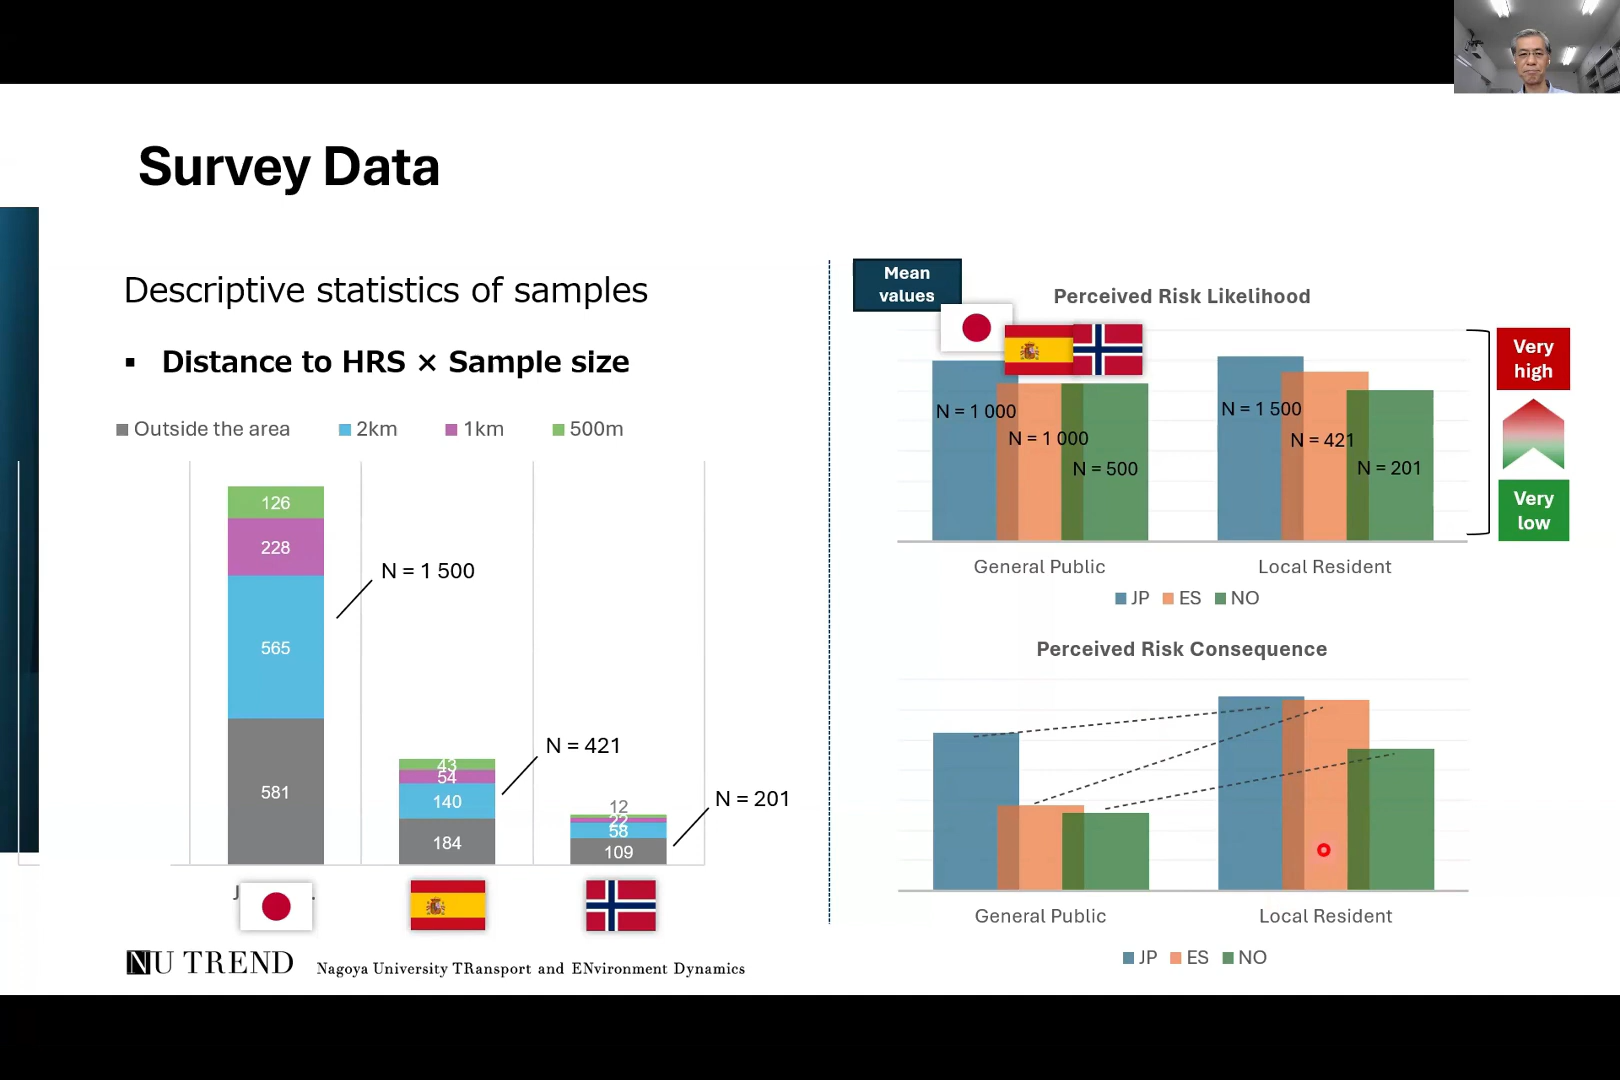 Survey Data
Descriptive statistics of samples
▪ Distance to HRS × Sample size
Outside the area 2km 1km 500m
126
228
565
581
N = 1 500
43
54
140
184
N = 421
12
22
58
109
N = 201
NU TREND Nagoya University TRansport and ENvironment Dynamics
Mean
values
Perceived Risk Likelihood
N = 1 000
N = 1 000
N = 500
N = 1 500
N = 421
N = 201
General Public Local Resident
JP ES NO
Very
high
Very
low
Perceived Risk Consequence
General Public Local Resident
JP ES NO